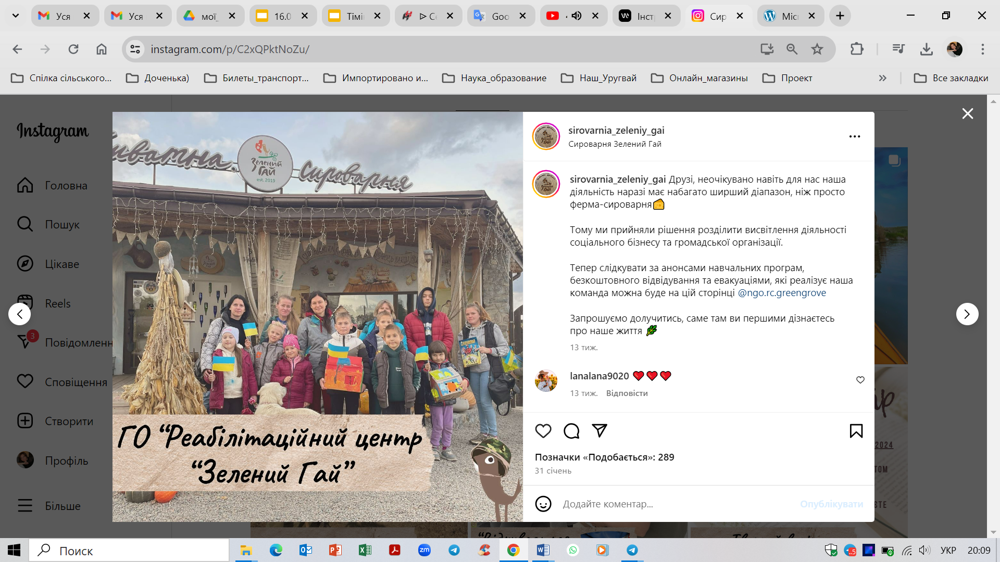 Уся
Уся
мої_
16.0
Тімі
Goo
Інст
Сир
Місі
instagram.com/p/C2xQPktNoZu/
Спілка сільського...
Доченька)
Билеты_транспорт...
Импортировано и...
Наука_образование
Наш_Уругвай
Онлайн_магазины
Проект
Все закладки
Instagram
Головна
Пошук
Цікаве
Reels
3
Повідомленн
Сповіщення
Створити
Профіль
Більше
Зелений
Гай
est. 2019
сироварня
ГО “Реабілітаційний центр
“Зелений Гай”
sirovarnia_zeleniy_gai
Сироварня Зелений Гай
sirovarnia_zeleniy_gai Друзі, неочікувано навіть для нас наша
діяльність наразі має набагато ширший діапазон, ніж просто
ферма-сироварня🧀
Тому ми прийняли рішення розділити висвітлення діяльності
соціального бізнесу та громадської організації.
Тепер слідкувати за анонсами навчальних програм,
безкоштовного відвідування та евакуаціями, які реалізує наша
команда можна буде на цій сторінці @ngo.rc.greengrove
Запрошуємо долучитись, саме там ви першими дізнаєтесь
про наше життя 🌿
13 тиж.
lanalana9020 ❤️❤️❤️
13 тиж. Відповісти
Позначки «Подобається»: 289
31 січень
Додайте коментар...
Опублікувати
2024
Поиск
zm
УКР
20:09